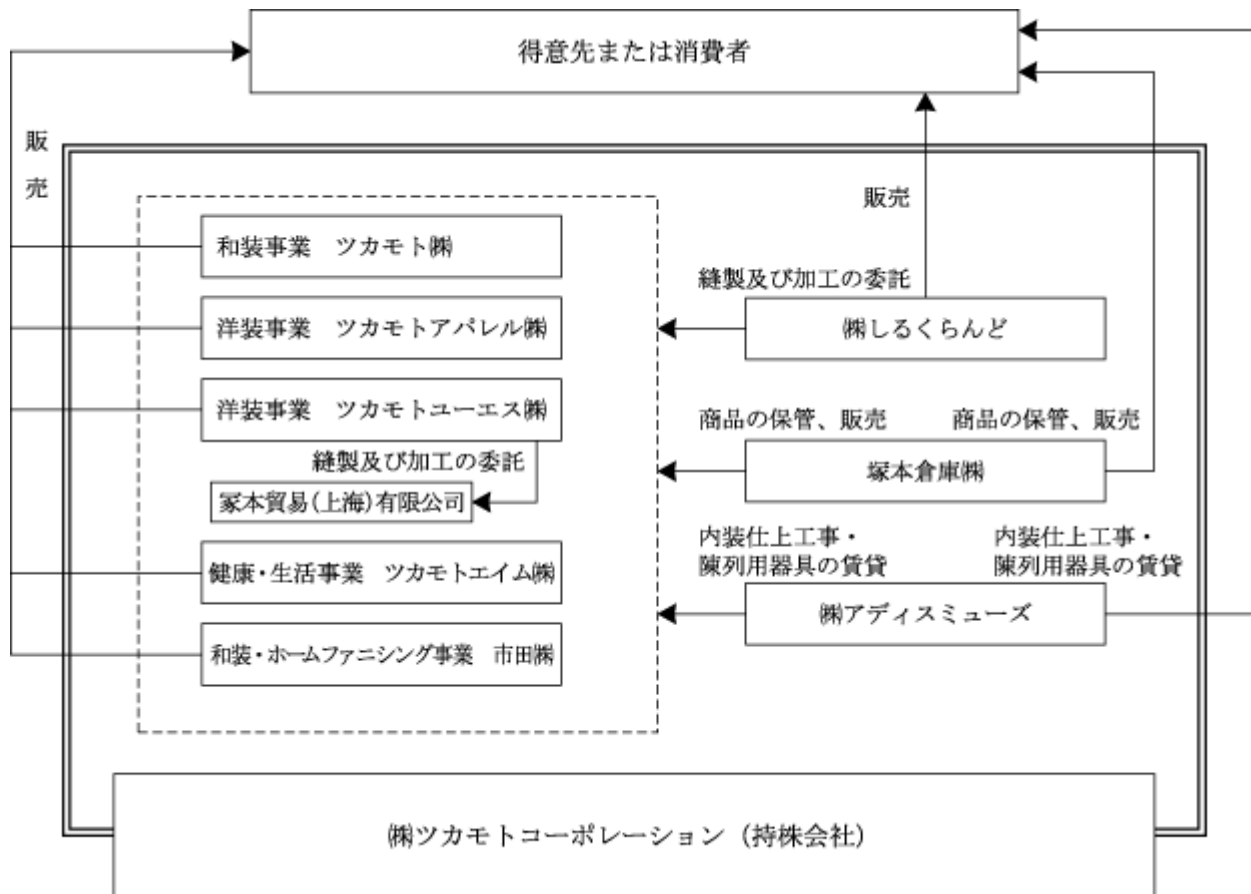 得意先または消費者
販
売
販売
和装事業　ツカモト㈱
洋装事業　ツカモトアパレル㈱
洋装事業　ツカモトユーエス㈱
縫製及び加工の委託
冢本貿易(上海)有限公司
健康・生活事業　ツカモトエイム㈱
和装・ホームファニシング事業　市田㈱
縫製及び加工の委託
㈱しるくらんど
商品の保管、販売
商品の保管、販売
塚本倉庫㈱
内装仕上工事・
陳列用器具の賃貸
内装仕上工事・
陳列用器具の賃貸
㈱アディスミューズ
㈱ツカモトコーポレーション（持株会社）